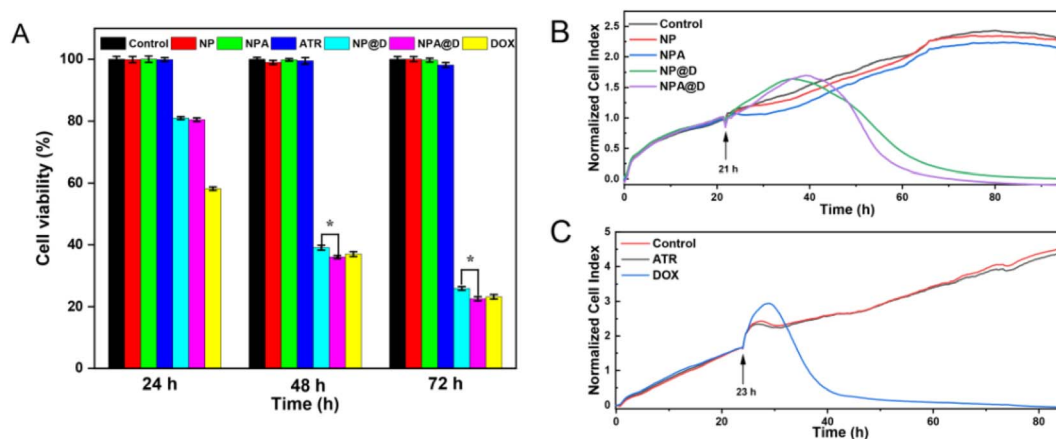 A
Control NP NPA ATR NP@D NPA@D DOX
Cell viability (%)
100
80
60
40
20
0
*
*
24 h 48 h 72 h
Time (h)
B
Control
NP
NPA
NP@D
NPA@D
Normalized Cell Index
2.5
2.0
1.5
1.0
0.5
0.0
21 h
0 20 40 60 80
Time (h)
C
Control
ATR
DOX
Normalized Cell Index
5
4
3
2
1
0
23 h
0 20 40 60 80
Time (h)